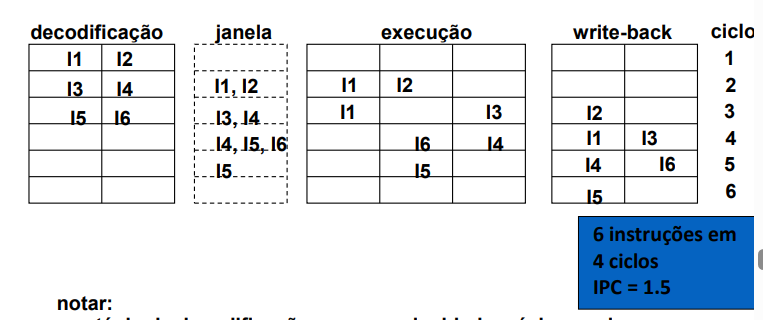 decodificação janela execução write-back ciclo
I1 I2 1
I3 I4 I1, I2 I1 I2 2
I5 I6 I3, I4 I1 I3 I2 3
I4, I5, I6 I6 I4 I1 I3 4
I5 I5 I4 I6 5
I5 6
6 instruções em
4 ciclos
IPC = 1.5
notar: